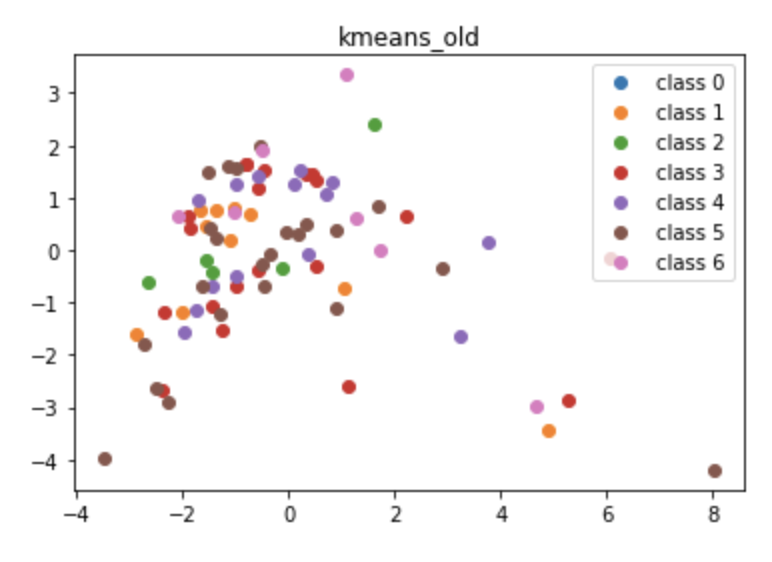 kmeans_old
class 0
class 1
class 2
class 3
class 4
class 5
class 6
3
2
1
0
−1
−2
−3
−4
−4 −2 0 2 4 6 8